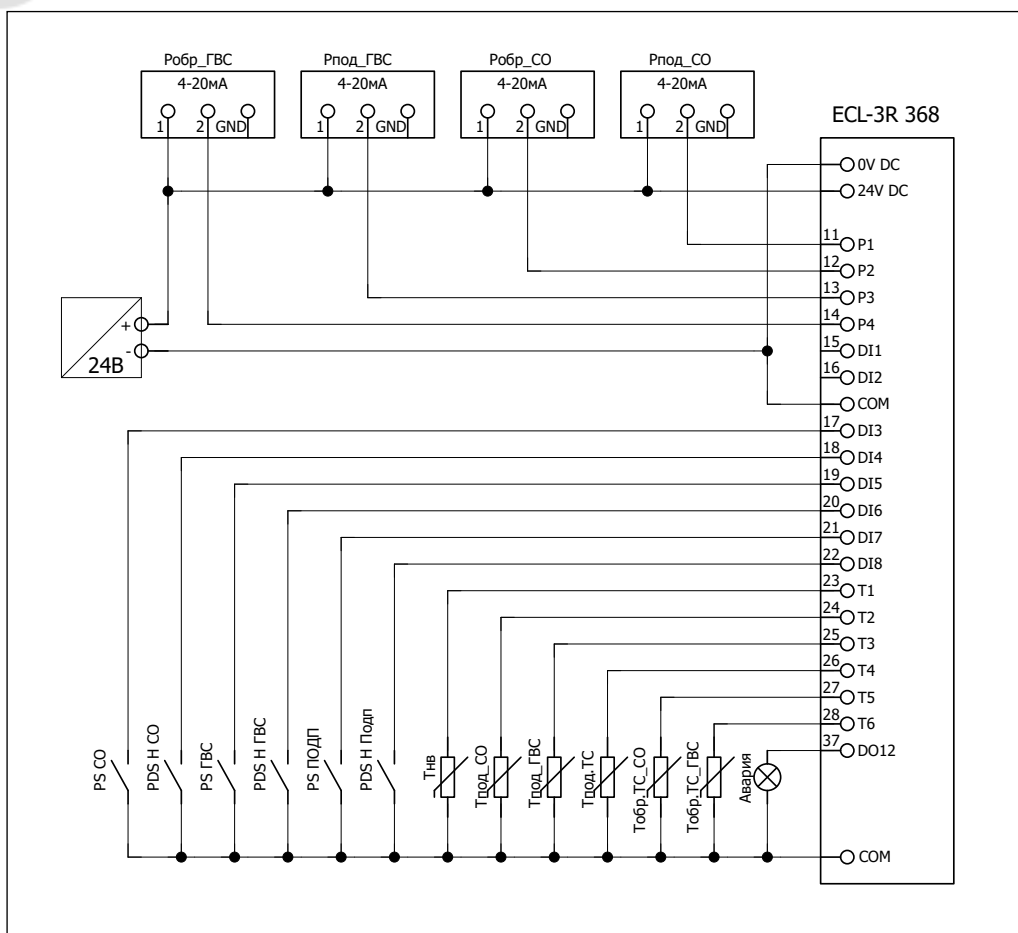 Робр_ГВС
Рпод_ГВС
Робр_СО
Рпод_СО
4-20мА
4-20мА
4-20мА
4-20мА
1
2
GND
1
2
GND
1
2
GND
1
2
GND
ECL-3R 368
0V DC
24V DC
11 P1
12 P2
13 P3
14 P4
15 DI1
16 DI2
COM
17 DI3
18 DI4
19 DI5
20 DI6
21 DI7
22 DI8
23 T1
24 T2
25 T3
26 T4
27 T5
28 T6
37 DO12
COM
+
-
24В
PS СО
PDS Н СО
PS ГВС
PDS Н ГВС
PS ПОДП
PDS Н Подп
Тнв
Тпод_СО
Тпод_ГВС
Тпод.ТС
Тобр.ТС_СО
Тобр.ТС_ГВС
Авария